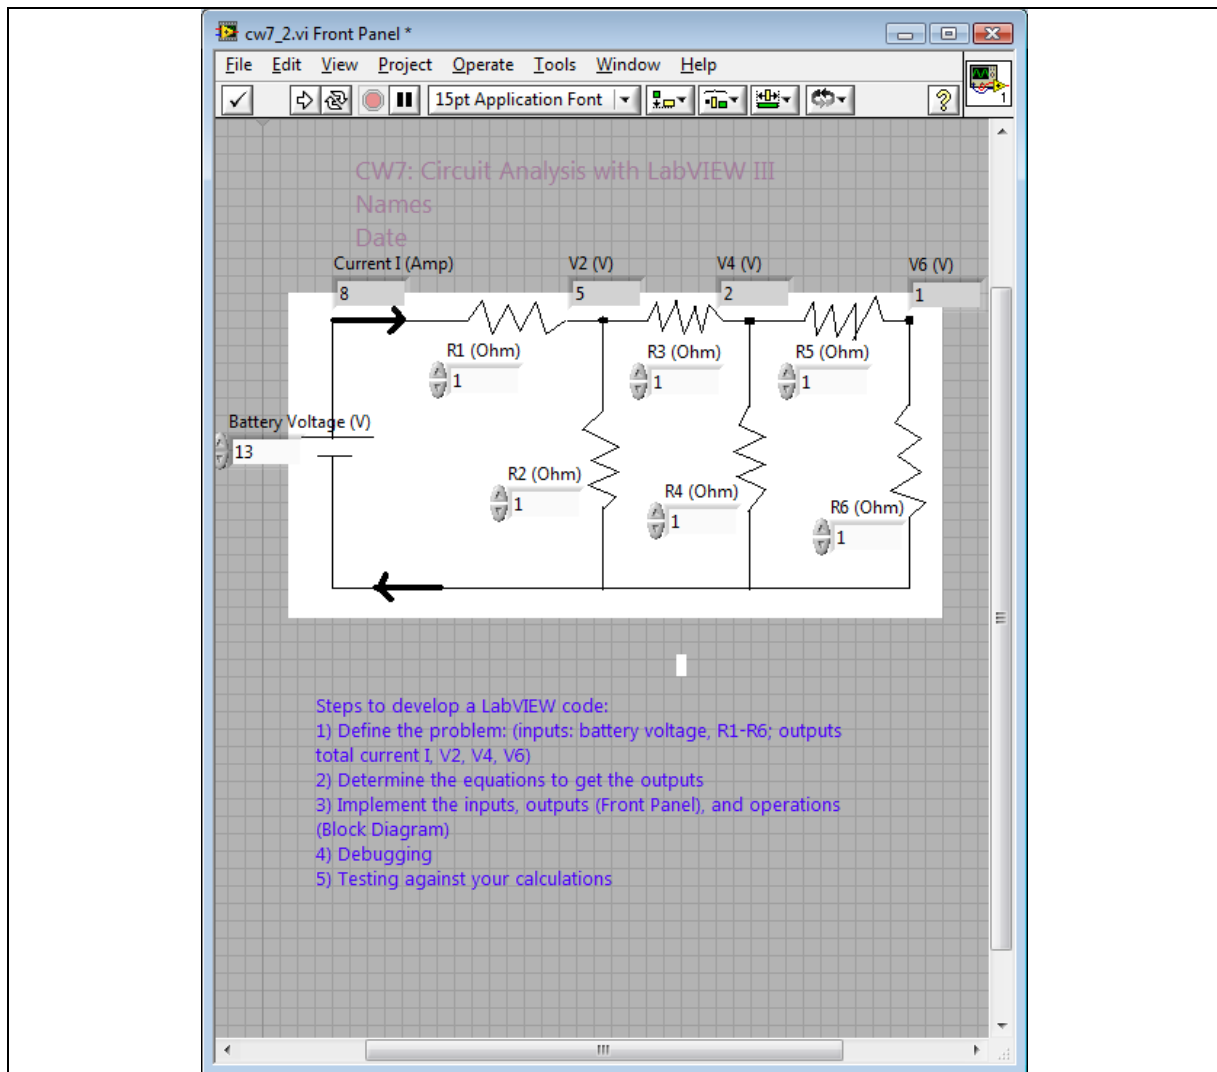 cw7_2.vi Front Panel *
File Edit View Project Operate Tools Window Help
15pt Application Font
1
CW7: Circuit Analysis with LabVIEW III
Names
Date
Current I (Amp) V2 (V) V4 (V) V6 (V)
8 5 2 1
R1 (Ohm) R3 (Ohm) R5 (Ohm)
1 1 1
Battery Voltage (V)
13
R2 (Ohm) R4 (Ohm) R6 (Ohm)
1 1 1
Steps to develop a LabVIEW code:
1) Define the problem: (inputs: battery voltage, R1-R6; outputs
total current I, V2, V4, V6)
2) Determine the equations to get the outputs
3) Implement the inputs, outputs (Front Panel), and operations
(Block Diagram)
4) Debugging
5) Testing against your calculations